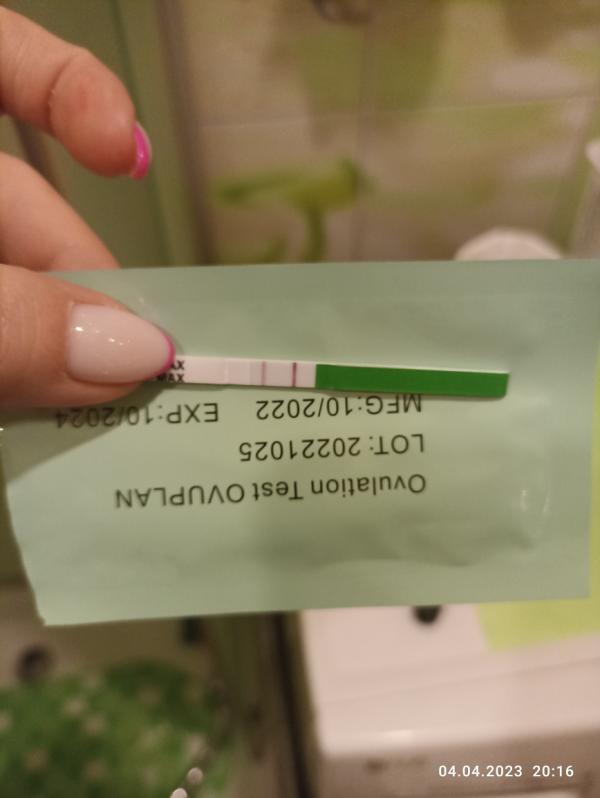 MAX
MAX
Ovulation Test OVUPLAN
LOT: 20221025
MFG:10/2022 EXP:10/2024
04.04.2023 20:16